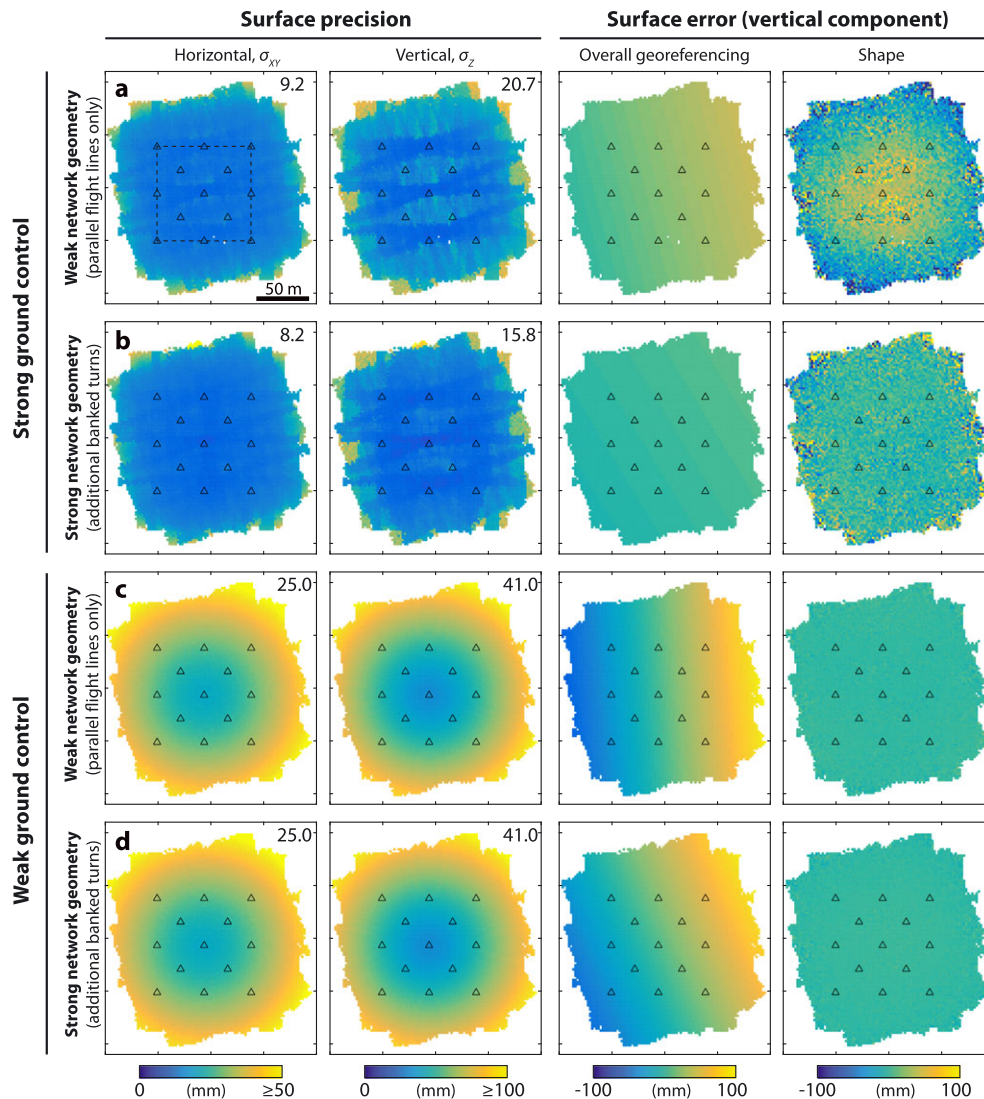 Surface precision
Surface error (vertical component)
Horizontal, σXY
Vertical, σZ
Overall georeferencing
Shape
Strong ground control
Weak network geometry
(parallel flight lines only)
a
9.2
20.7
50 m
Strong network geometry
(additional banked turns)
b
8.2
15.8
Weak ground control
Weak network geometry
(parallel flight lines only)
c
25.0
41.0
Strong network geometry
(additional banked turns)
d
25.0
41.0
0 (mm) ≥50
0 (mm) ≥100
-100 (mm) 100
-100 (mm) 100